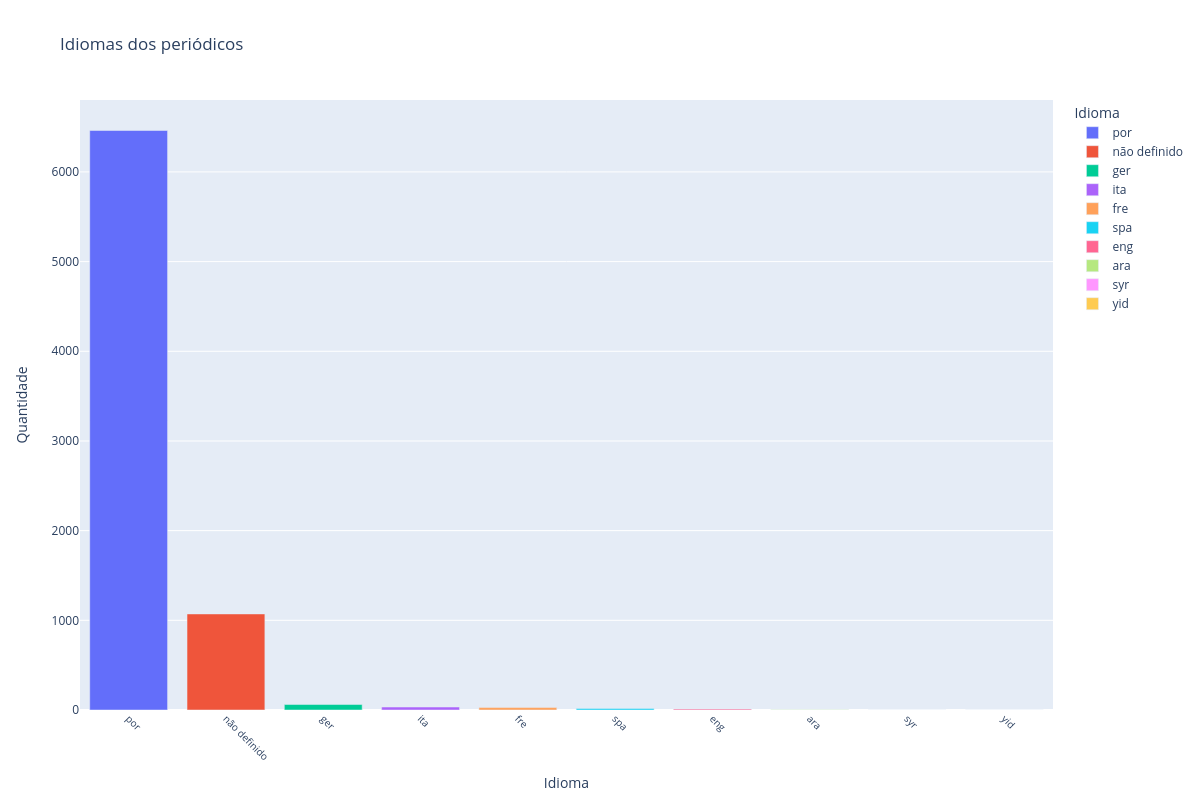 Idiomas dos periódicos
Quantidade
6000
5000
4000
3000
2000
1000
0
por
não definido
ger
ita
fre
spa
eng
ara
syr
yid
Idioma
Idioma
por
não definido
ger
ita
fre
spa
eng
ara
syr
yid